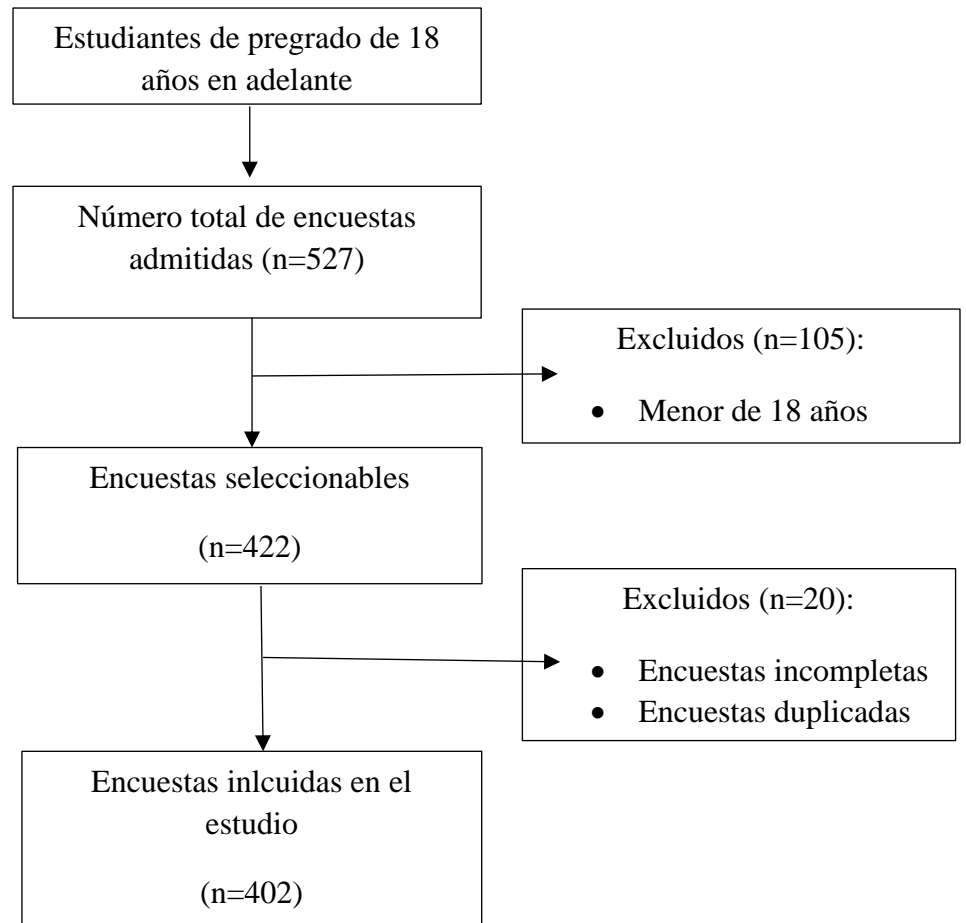 Estudiantes de pregrado de 18
años en adelante
Número total de encuestas
admitidas (n=527)
Excluidos (n=105):
• Menor de 18 años
Encuestas seleccionables
(n=422)
Excluidos (n=20):
• Encuestas incompletas
• Encuestas duplicadas
Encuestas inlcuidas en el
estudio
(n=402)